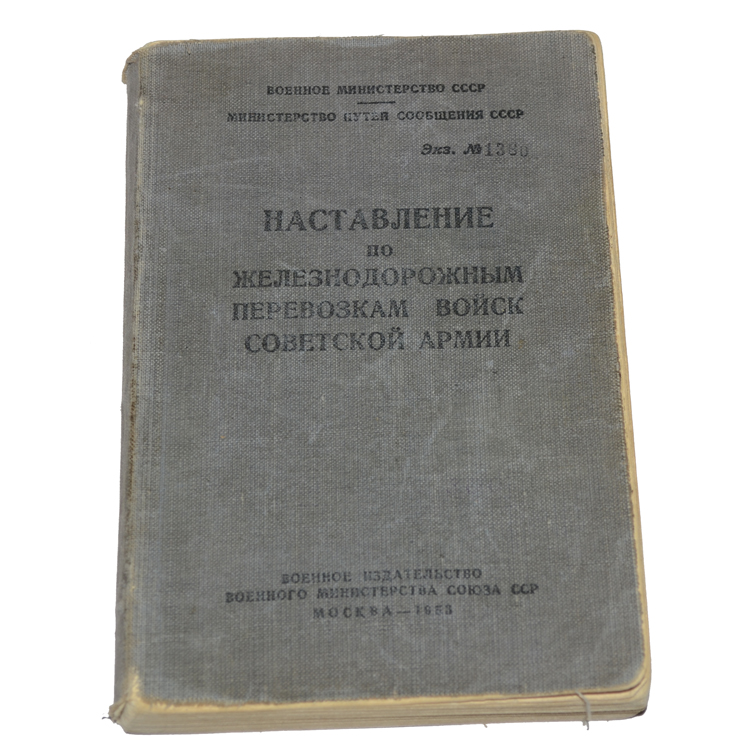 ВОЕННОЕ МИНИСТЕРСТВО СССР
МИНИСТЕРСТВО ПУТЕЙ СООБЩЕНИЯ СССР
Экз. №
НАСТАВЛЕНИЕ
ПО
ЖЕЛЕЗНОДОРОЖНЫМ
ПЕРЕВОЗКАМ ВОЙСК
СОВЕТСКОЙ АРМИИ
ВОЕННОЕ ИЗДАТЕЛЬСТВО
ВОЕННОГО МИНИСТЕРСТВА СОЮЗА ССР
МОСКВА — 1953